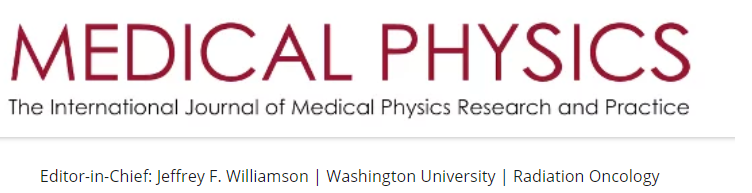 MEDICAL PHYSICS
The International Journal of Medical Physics Research and Practice
Editor-in-Chief: Jeffrey F. Williamson | Washington University | Radiation Oncology